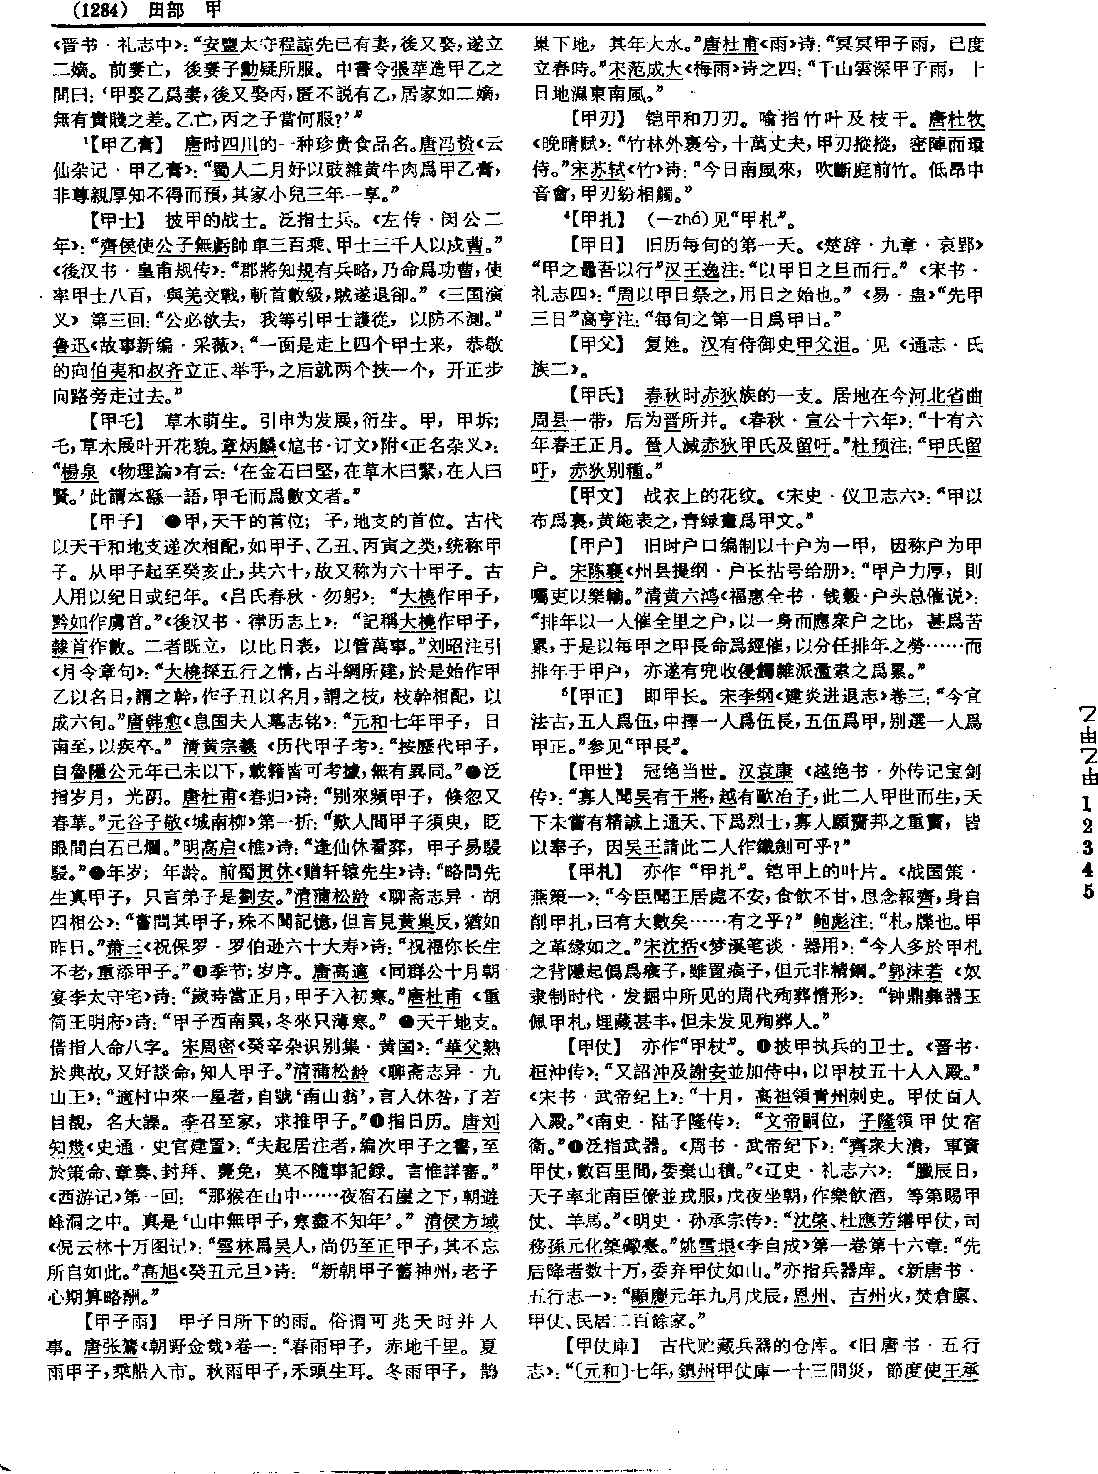 (1284) 田部 甲
《晋书·礼志中》：“安豐太守程諒先已有妻，後又娶，遂立
二嫡。前妻亡，後妻子勳疑所服。中書令張華造甲乙之
問曰：‘甲娶乙爲妻，後又娶丙，匿不説有乙，居家如二嫡，
無有貴賤之差。乙亡，丙之子當何服？’”
【甲乙膏】 唐时四川的一种珍贵食品名。唐冯贽《云
仙杂记·甲乙膏》：“蜀人二月好以豉雜黄牛肉爲甲乙膏，
非尊親厚知不得而預，其家小兒三年一享。”
【甲士】 披甲的战士。泛指士兵。《左传·闵公二
年》：“齊侯使公子無虧帥車三百乘、甲士三千人以戍曹。”
《後汉书·皇甫规传》：“郡將知規有兵略，乃命爲功曹，使
率甲士八百，與羌交戰，斬首數級，賊遂退卻。”《三国演
义》第三回：“公必欲去，我等引甲士護從，以防不測。”
鲁迅《故事新编·采薇》：“一面是走上四个甲士来，恭敬
的向伯夷和叔齐立正、举手，之后就两个挟一个，开正步
向路旁走过去。”
【甲乇】 草木萌生。引申为发展，衍生。甲，甲坼；
乇，草木展叶开花貌。章炳麟《訄书·订文》附《正名杂义》：
“楊泉《物理論》有云：‘在金石曰堅，在草木曰緊，在人曰
賢。’此謂本繇一語，甲乇而爲數文者。”
【甲子】 ❶甲，天干的首位；子，地支的首位。古代
以天干和地支递次相配，如甲子、乙丑、丙寅之类，统称甲
子。从甲子起至癸亥止，共六十，故又称为六十甲子。古
人用以纪日或纪年。《吕氏春秋·勿躬》：“大橈作甲子，
黔如作虜首。”《後汉书·律历志上》：“記稱大橈作甲子，
隸首作數。二者既立，以比日表，以管萬事。”刘昭注引
《月令章句》：“大橈探五行之情，占斗綱所建，於是始作甲
乙以名日，謂之幹，作子丑以名月，謂之枝，枝幹相配，以
成六旬。”唐韩愈《息国夫人墓志铭》：“元和七年甲子，日
南至，以疾卒。”清黄宗羲《历代甲子考》：“按歷代甲子，
自魯隱公元年己未以下，載籍皆可考據，無有異同。”❷泛
指岁月，光阴。唐杜甫《春归》诗：“别來頻甲子，倏忽又
春華。”元谷子敬《城南柳》第一折：“歎人間甲子須臾，眨
眼間白石已爛。”明高启《樵》诗：“逢仙休看弈，甲子易駸
駸。”❸年岁；年龄。前蜀贯休《赠轩辕先生》诗：“略問先
生真甲子，只言弟子是劉安。”清蒲松龄《聊斋志异·胡
四相公》：“嘗問其甲子，殊不聞記憶，但言見黄巢反，猶如
昨日。”萧三《祝保罗·罗伯逊六十大寿》诗：“祝福你长生
不老，重添甲子。”❹季节；岁序。唐高適《同群公十月朝
宴李太守宅》诗：“歲時當正月，甲子入初寒。”唐杜甫《重
简王明府》诗：“甲子西南異，冬來只薄寒。”❺天干地支。
借指人命八字。宋周密《癸辛杂识别集·黄国》：“華父熟
於典故，又好談命，知人甲子。”清蒲松龄《聊斋志异·九
山王》：“適村中來一星者，自號‘南山翁’，言人休咎，了若
目覩，名大譟。李召至家，求推甲子。”❻指日历。唐刘
知幾《史通·史官建置》：“夫起居注者，編次甲子之書，至
於策命、章奏、封拜、薨免，莫不隨事記録。言惟詳審。”
《西游记》第一回：“那猴在山中……夜宿石崖之下，朝遊
峰洞之中。真是‘山中無甲子，寒盡不知年’。”清侯方域
《倪云林十万图记》：“雲林爲吴人，尚仍至正甲子，其不忘
所自如此。”高旭《癸丑元旦》诗：“新朝甲子舊神州，老子
心期算略酬。”
【甲子雨】 甲子日所下的雨。俗谓可兆天时并人
事。唐张鷟《朝野佥载》卷一：“春雨甲子，赤地千里。夏
雨甲子，乘船入市。秋雨甲子，禾頭生耳。冬雨甲子，鵲
巢下地，其年大水。”唐杜甫《雨》诗：“冥冥甲子雨，已度
立春時。”宋范成大《梅雨》诗之四：“千山雲深甲子雨，十
日地濕東南風。”
【甲刃】 铠甲和刀刃。喻指竹叶及枝干。唐杜牧
《晚晴赋》：“竹林外裹兮，十萬丈夫，甲刃摐摐，密陣而環
侍。”宋苏轼《竹》诗：“今日南風來，吹斷庭前竹。低昂中
音會，甲刃紛相觸。”
⁴【甲扎】 （—zhá）见“甲札”。
【甲日】 旧历每旬的第一天。《楚辞·九章·哀郢》
“甲之鼂吾以行”汉王逸注：“以甲日之旦而行。”《宋书·
礼志四》：“周以甲日祭之，用日之始也。”《易·蛊》“先甲
三日”高亨注：“每旬之第一日爲甲日。”
【甲父】 复姓。汉有侍御史甲父沮。见《通志·氏
族二》。
【甲氏】 春秋时赤狄族的一支。居地在今河北省曲
周县一带，后为晋所并。《春秋·宣公十六年》：“十有六
年春王正月。晉人滅赤狄甲氏及留吁。”杜预注：“甲氏留
吁，赤狄别種。”
【甲文】 战衣上的花纹。《宋史·仪卫志六》：“甲以
布爲裏，黄絁表之，青緑畫爲甲文。”
【甲户】 旧时户口编制以十户为一甲，因称户为甲
户。宋陈襄《州县提纲·户长拈号给册》：“甲户力厚，則
囑吏以樂輸。”清黄六鸿《福惠全书·钱穀·户头总催说》：
“排年以一人催全里之户，以一身而應衆户之比，甚爲苦
累，于是以每甲之甲長命爲經催，以分任排年之勞……而
排年于甲户，亦遂有兜收侵蝕雜派濫索之爲累。”
⁵【甲正】 即甲长。宋李纲《建炎进退志》卷三：“今宜
法古，五人爲伍，中擇一人爲伍長，五伍爲甲，别選一人爲
甲正。”参见“甲長”。
【甲世】 冠绝当世。汉袁康《越绝书·外传记宝剑
传》：“寡人聞吴有干將，越有歐冶子，此二人甲世而生，天
下未嘗有精誠上通天、下爲烈士，寡人願齎邦之重寶，皆
以奉子，因吴王請此二人作鐵劍可乎？”
【甲札】 亦作“甲扎”。铠甲上的叶片。《战国策·
燕策一》：“今臣聞王居處不安，食飲不甘，思念報齊，身自
削甲扎，曰有大數矣……有之乎？”鲍彪注：“札，牒也。甲
之革緣如之。”宋沈括《梦溪笔谈·器用》：“今人多於甲札
之背隱起僞爲瘊子，雖置瘊子，但元非精鋼。”郭沫若《奴
隶制时代·发掘中所见的周代殉葬情形》：“钟鼎彝器玉
佩甲札，埋藏甚丰，但未发见殉葬人。”
【甲仗】 亦作“甲杖”。❶披甲执兵的卫士。《晋书·
桓冲传》：“又詔沖及謝安並加侍中，以甲杖五十人入殿。”
《宋书·武帝纪上》：“十月，高祖領青州刺史。甲仗百人
入殿。”《南史·陆子隆传》：“文帝嗣位，子隆領甲仗宿
衛。”❷泛指武器。《周书·武帝纪下》：“齊衆大潰，軍資
甲仗，數百里間，委棄山積。”《辽史·礼志六》：“臘辰日，
天子率北南臣僚並戎服，戊夜坐朝，作樂飲酒，等第賜甲
仗、羊馬。”《明史·孙承宗传》：“沈棨、杜應芳繕甲仗，司
務孫元化築礮臺。”姚雪垠《李自成》第一卷第十六章：“先
后降者数十万，委弃甲仗如山。”亦指兵器库。《新唐书·
五行志一》：“顯慶元年九月戊辰，恩州、吉州火，焚倉廩、
甲仗、民居二百餘家。”
【甲仗庫】 古代贮藏兵器的仓库。《旧唐书·五行
志》：“〔元和〕七年，鎮州甲仗庫一十三間災，節度使王承
フ由フ由
12345